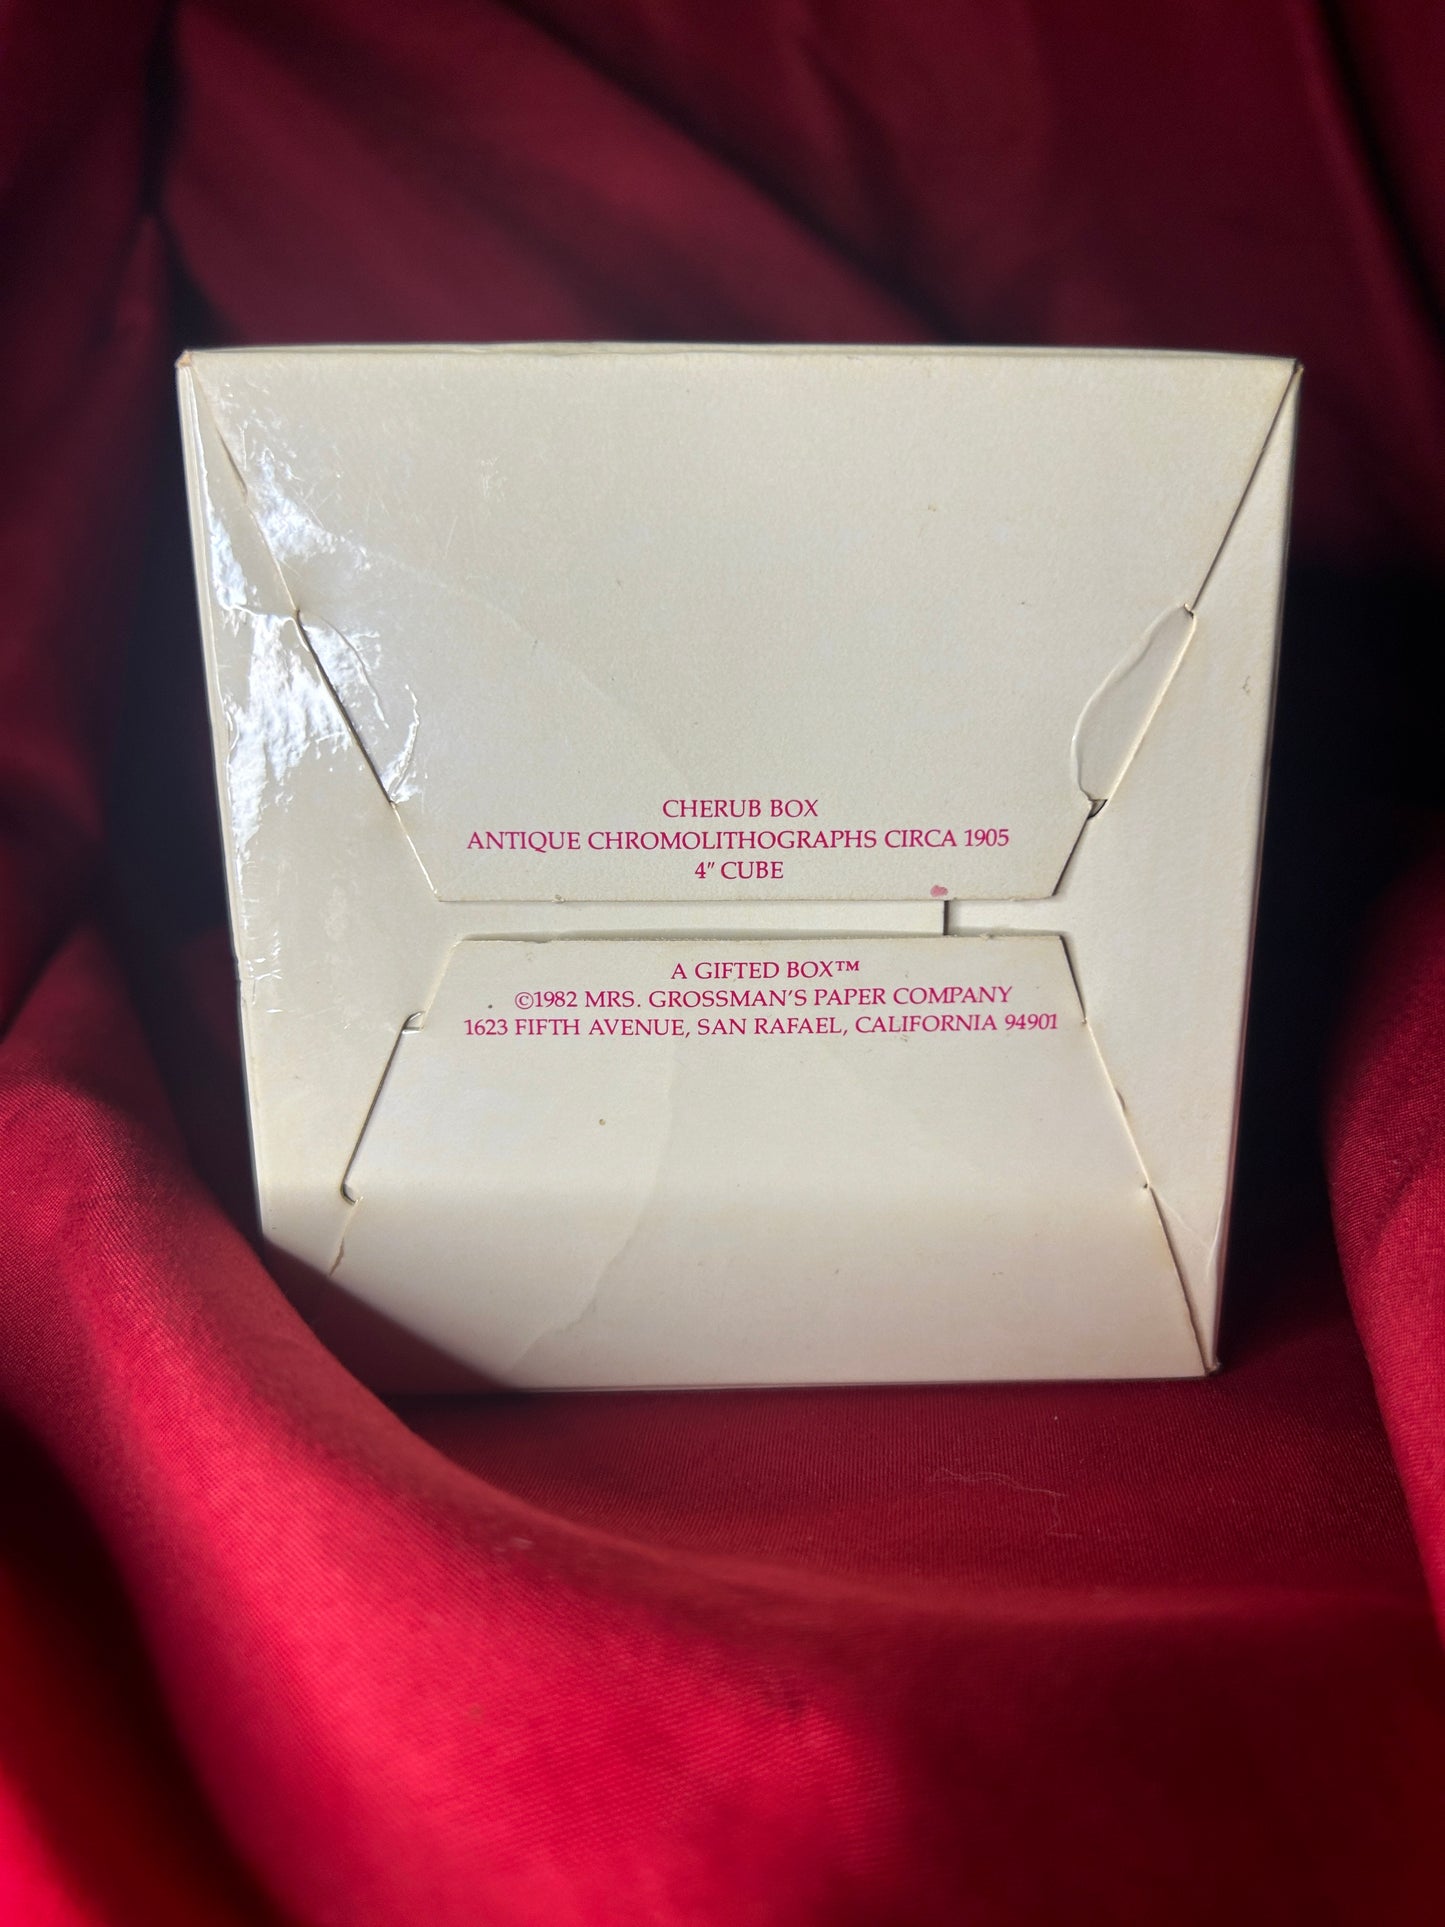 CHERUB BOX
ANTIQUE CHROMOLITHOGRAPHS CIRCA 1905
4″ CUBE
A GIFTED BOX™
©1982 MRS. GROSSMAN'S PAPER COMPANY
1623 FIFTH AVENUE, SAN RAFAEL, CALIFORNIA 94901